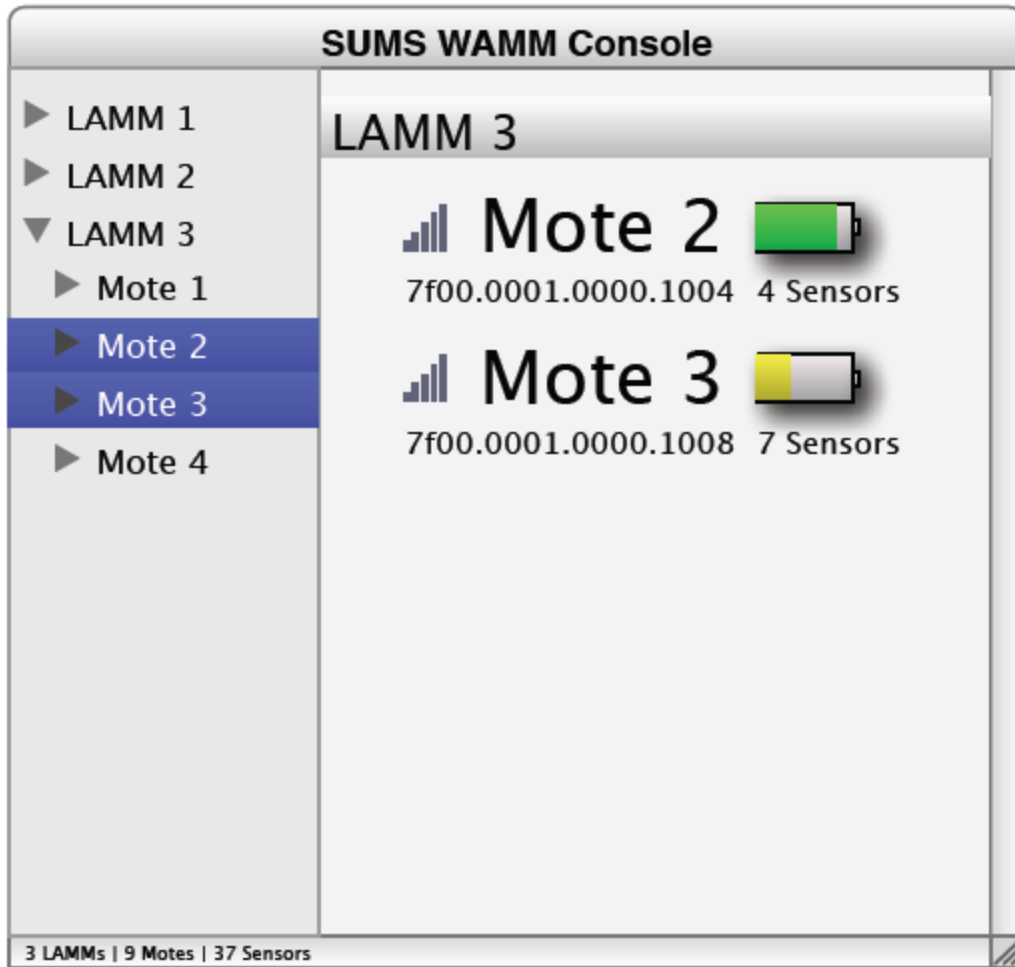 SUMS WAMM Console
LAMM 1
LAMM 2
LAMM 3
Mote 1
Mote 2
Mote 3
Mote 4
LAMM 3
Mote 2
7f00.0001.0000.1004 4 Sensors
Mote 3
7f00.0001.0000.1008 7 Sensors
3 LAMMs | 9 Motes | 37 Sensors